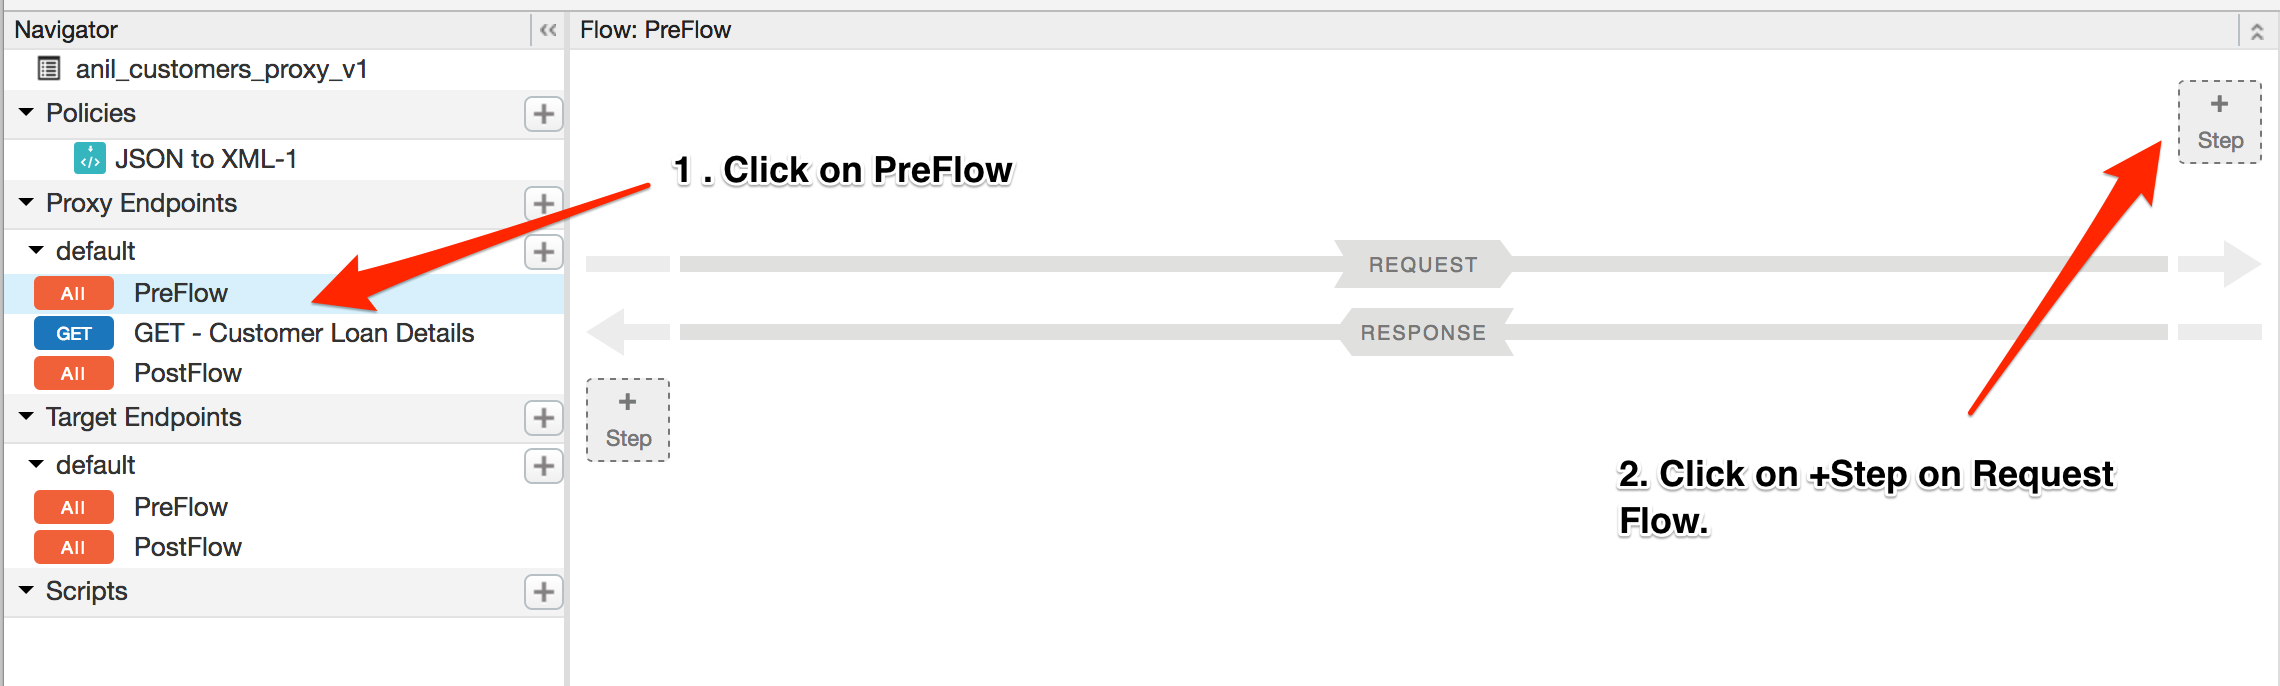 Navigator
Flow: PreFlow
anil_customers_proxy_v1
Policies
+
Step
JSON to XML-1
1 . Click on PreFlow
Proxy Endpoints
default
REQUEST
All PreFlow
GET GET - Customer Loan Details
RESPONSE
All PostFlow
+
Step
Target Endpoints
default
2. Click on +Step on Request
Flow.
All PreFlow
All PostFlow
Scripts